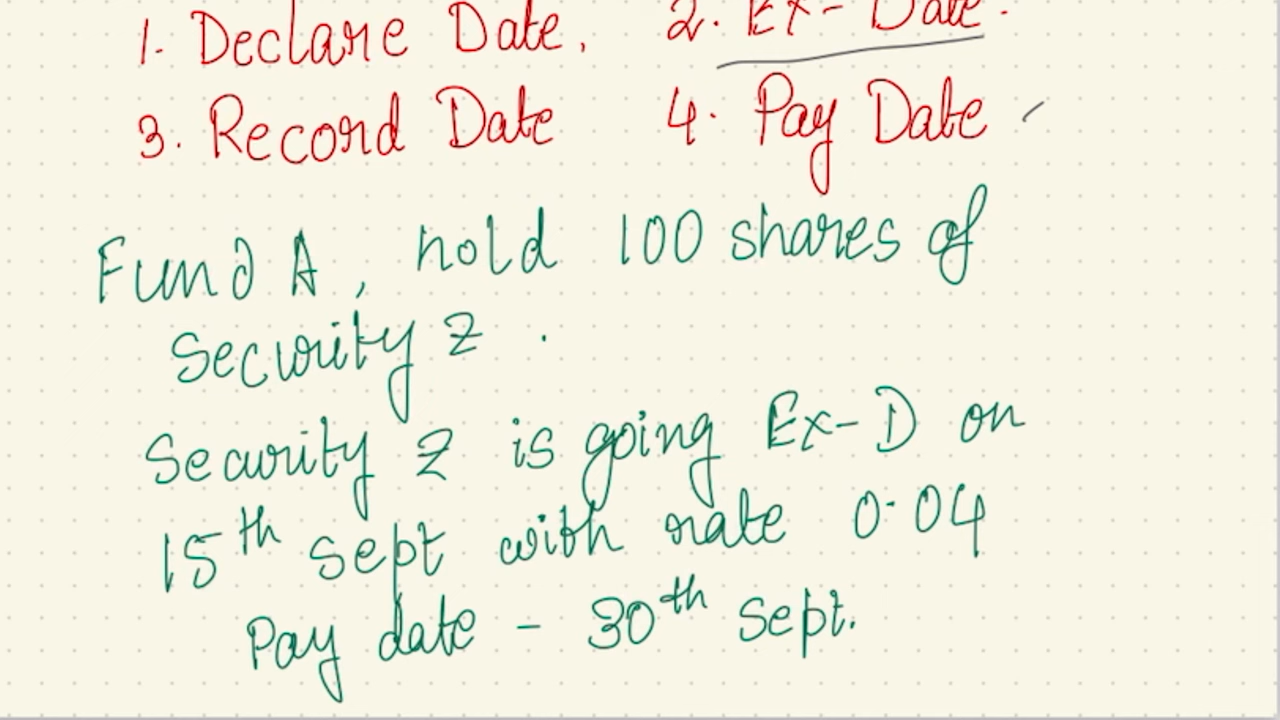 1. Declare Date. 2. Ex- Date.
3. Record Date 4. Pay Date
Fund A, hold 100 shares of
Security Z.
Security Z is going Ex-D on
15th Sept with rate 0.04
Pay date - 30th Sept.